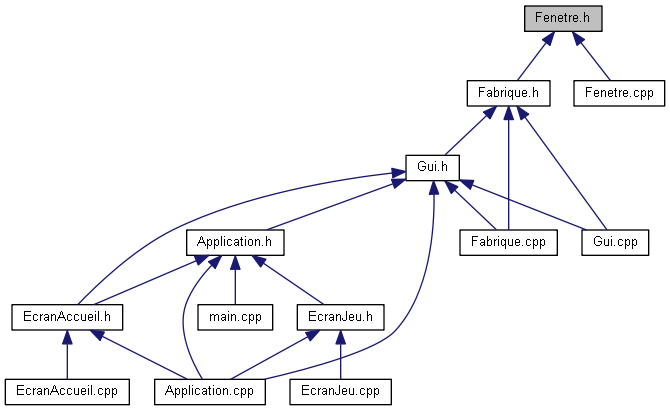 Fenetre.h
Fabrique.h
Fenetre.cpp
Gui.h
Application.h
Fabrique.cpp
Gui.cpp
EcranAccueil.h
main.cpp
EcranJeu.h
EcranAccueil.cpp
Application.cpp
EcranJeu.cpp